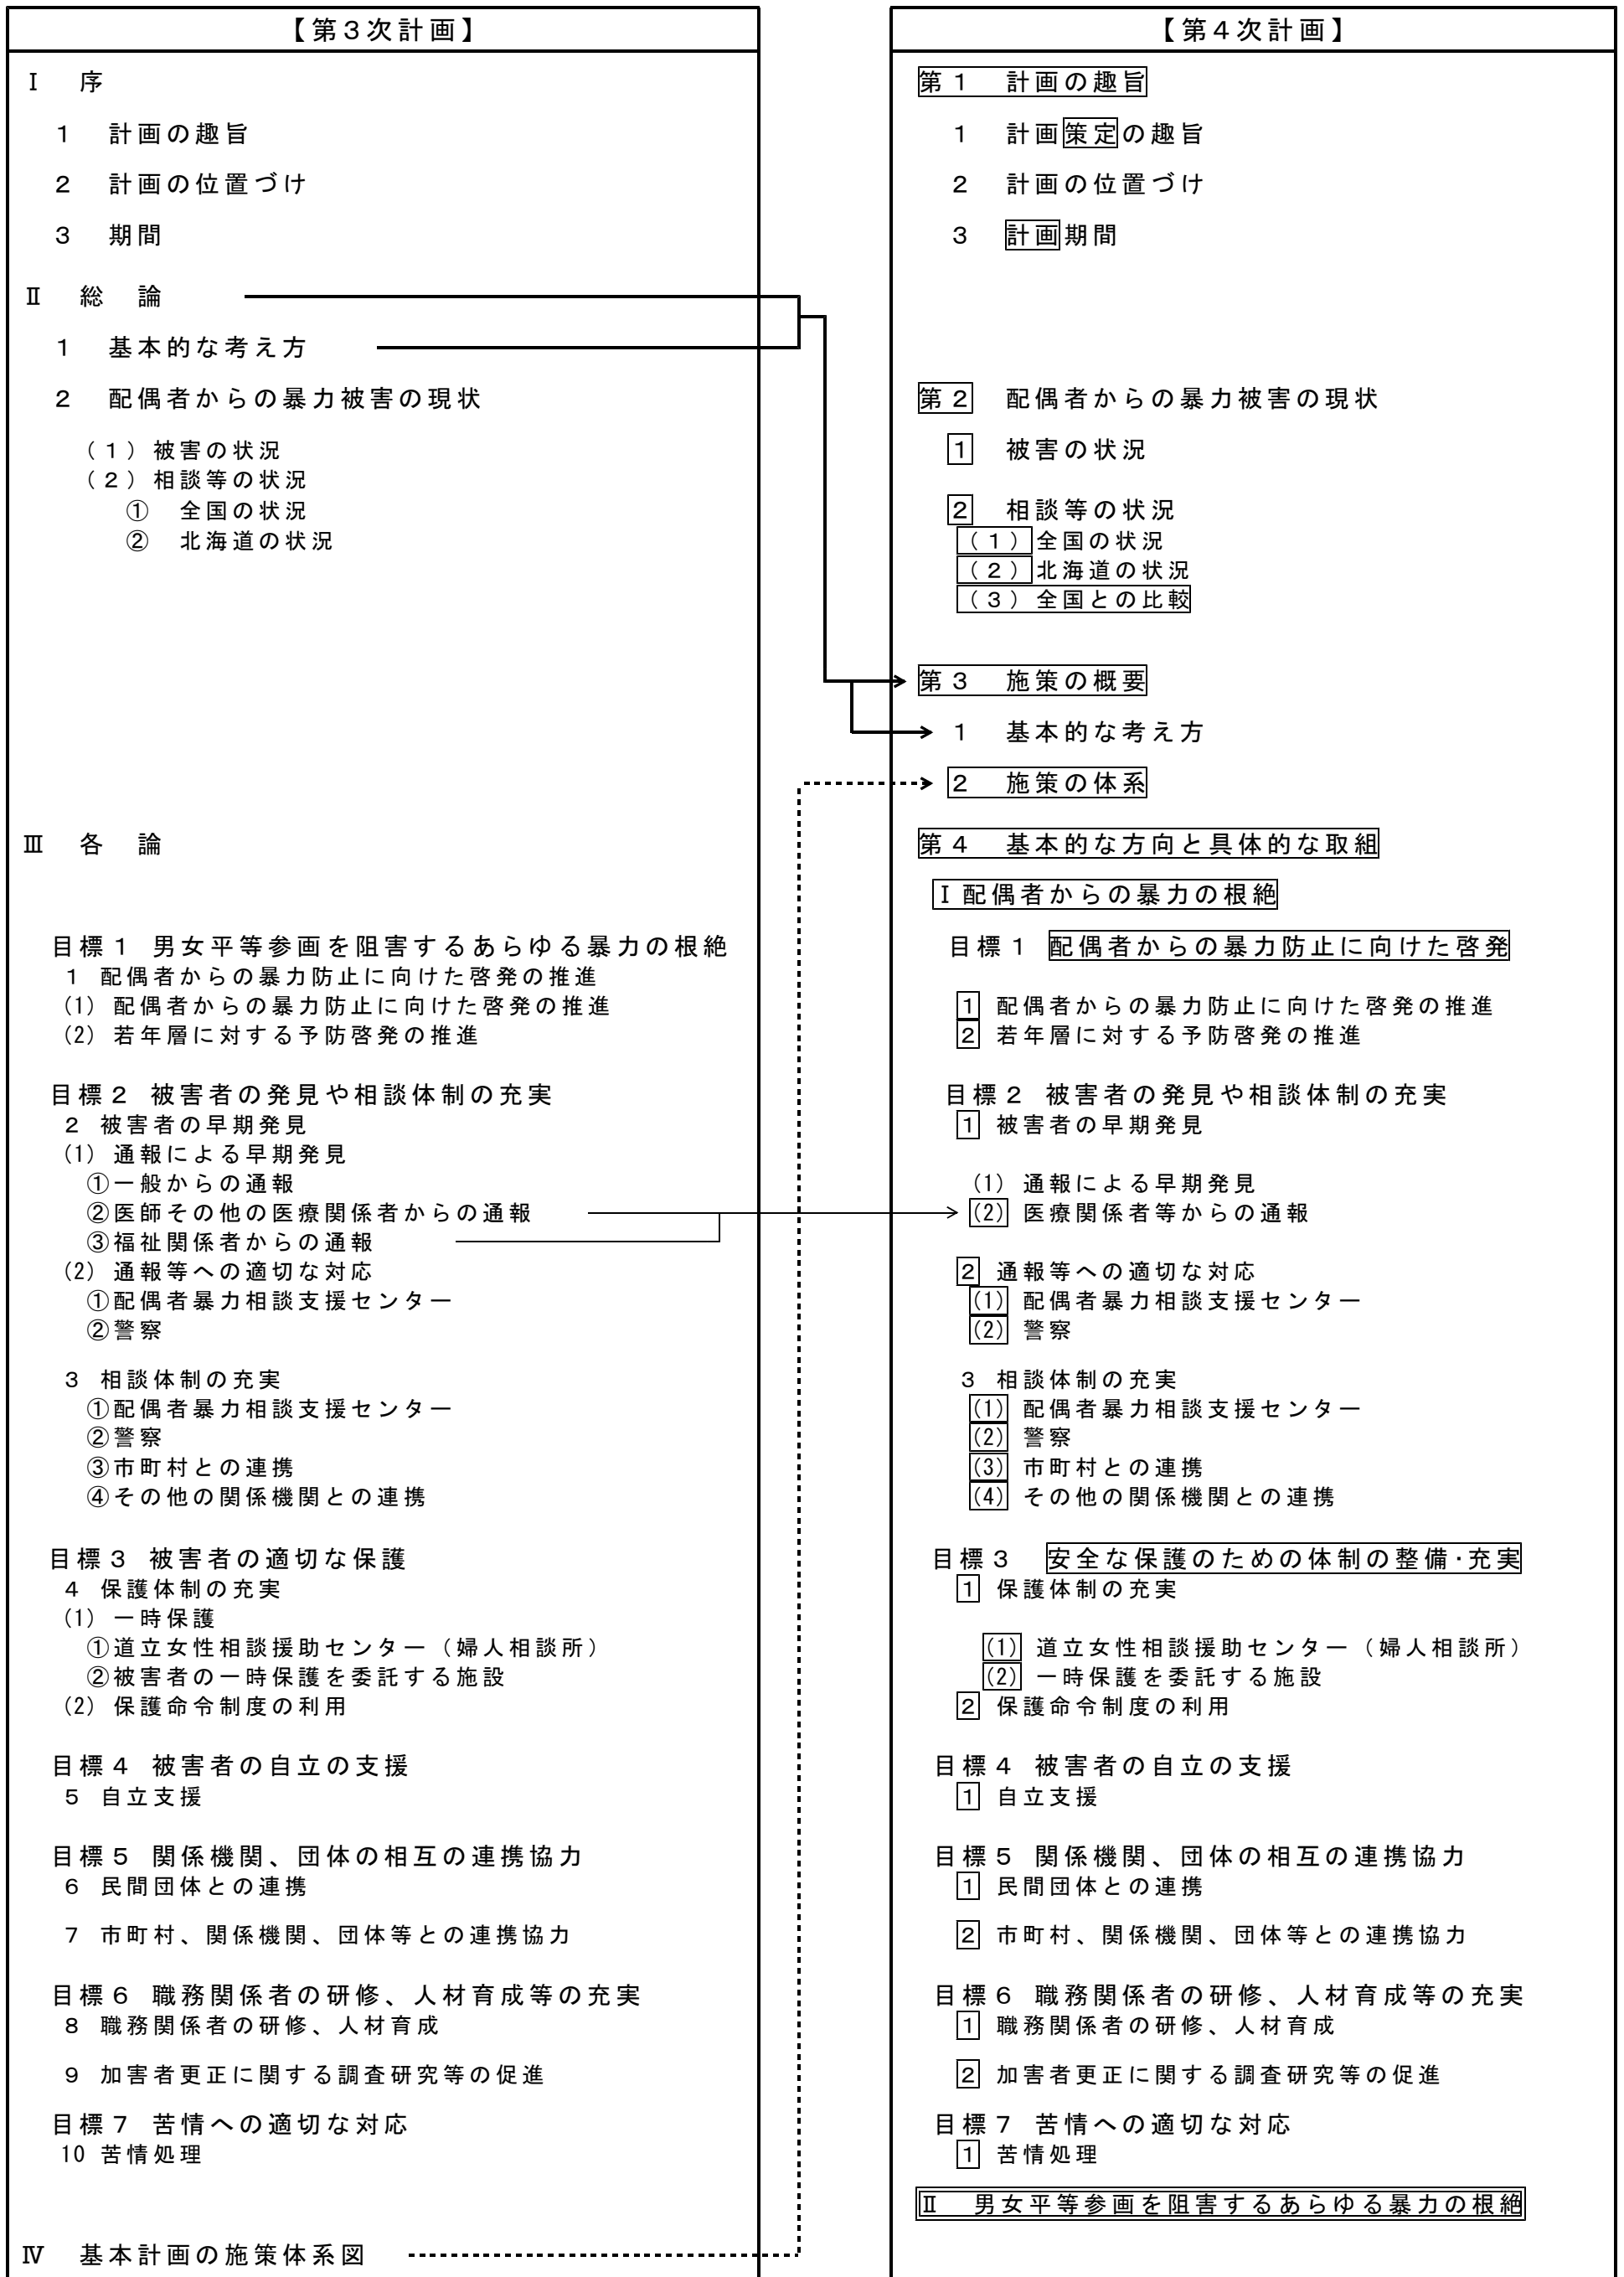 【第３次計画】
Ⅰ　序
１　計画の趣旨
２　計画の位置づけ
３　期間
Ⅱ　総　論
１　基本的な考え方
２　配偶者からの暴力被害の現状
（１）被害の状況
（２）相談等の状況
①　全国の状況
②　北海道の状況
Ⅲ　各　論
目標１　男女平等参画を阻害するあらゆる暴力の根絶
１　配偶者からの暴力防止に向けた啓発の推進
(1) 配偶者からの暴力防止に向けた啓発の推進
(2) 若年層に対する予防啓発の推進
目標２　被害者の発見や相談体制の充実
２　被害者の早期発見
(1) 通報による早期発見
①一般からの通報
②医師その他の医療関係者からの通報
③福祉関係者からの通報
(2) 通報等への適切な対応
①配偶者暴力相談支援センター
②警察
３　相談体制の充実
①配偶者暴力相談支援センター
②警察
③市町村との連携
④その他の関係機関との連携
目標３　被害者の適切な保護
４　保護体制の充実
(1) 一時保護
①道立女性相談援助センター（婦人相談所）
②被害者の一時保護を委託する施設
(2) 保護命令制度の利用
目標４　被害者の自立の支援
５　自立支援
目標５　関係機関、団体の相互の連携協力
６　民間団体との連携
７　市町村、関係機関、団体等との連携協力
目標６　職務関係者の研修、人材育成等の充実
８　職務関係者の研修、人材育成
９　加害者更正に関する調査研究等の促進
目標７　苦情への適切な対応
10 苦情処理
Ⅳ　基本計画の施策体系図
【第４次計画】
第１　計画の趣旨
１　計画策定の趣旨
２　計画の位置づけ
３　計画期間
第２　配偶者からの暴力被害の現状
１　被害の状況
２　相談等の状況
（１）全国の状況
（２）北海道の状況
（３）全国との比較
第３　施策の概要
１　基本的な考え方
２　施策の体系
第４　基本的な方向と具体的な取組
Ⅰ配偶者からの暴力の根絶
目標１　配偶者からの暴力防止に向けた啓発
１　配偶者からの暴力防止に向けた啓発の推進
２　若年層に対する予防啓発の推進
目標２　被害者の発見や相談体制の充実
１　被害者の早期発見
(1) 通報による早期発見
(2) 医療関係者等からの通報
２　通報等への適切な対応
(1) 配偶者暴力相談支援センター
(2) 警察
３　相談体制の充実
(1) 配偶者暴力相談支援センター
(2) 警察
(3) 市町村との連携
(4) その他の関係機関との連携
目標３　安全な保護のための体制の整備・充実
１　保護体制の充実
(1) 道立女性相談援助センター（婦人相談所）
(2) 一時保護を委託する施設
２　保護命令制度の利用
目標４　被害者の自立の支援
１　自立支援
目標５　関係機関、団体の相互の連携協力
１　民間団体との連携
２　市町村、関係機関、団体等との連携協力
目標６　職務関係者の研修、人材育成等の充実
１　職務関係者の研修、人材育成
２　加害者更正に関する調査研究等の促進
目標７　苦情への適切な対応
１　苦情処理
Ⅱ　男女平等参画を阻害するあらゆる暴力の根絶